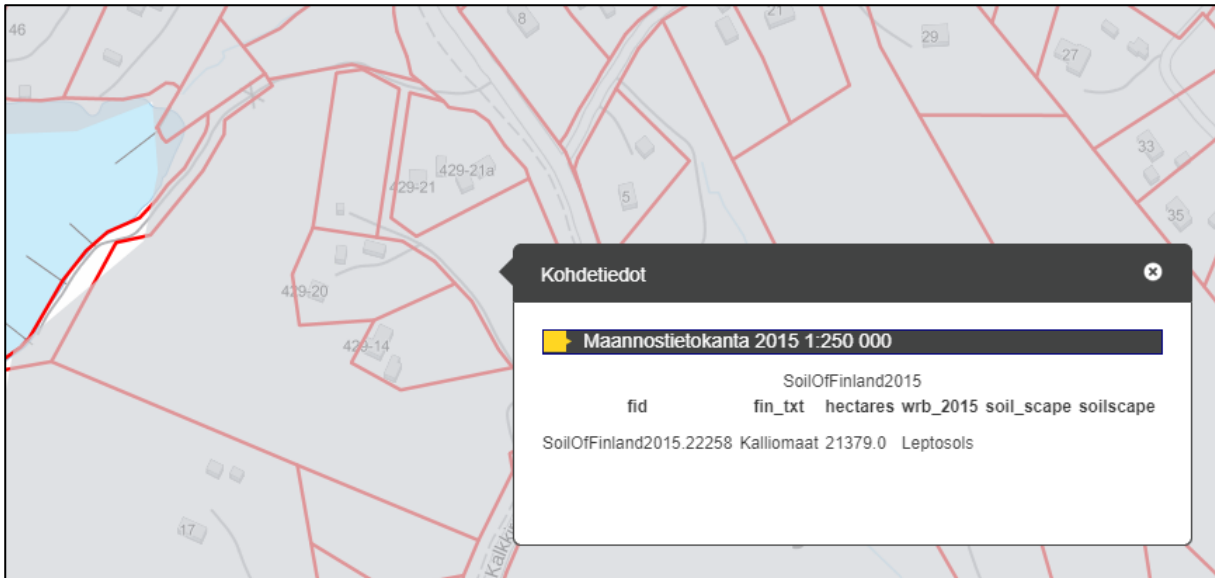 46
8
21
29
27
33
429-21a
429-21
5
35
429-20
429-14
17
Kohdetiedot
Maannostietokanta 2015 1:250 000
SoilOfFinland2015
fid fin_txt hectares wrb_2015 soil_scape soilscape
SoilOfFinland2015.22258 Kalliomaat 21379.0 Leptosols